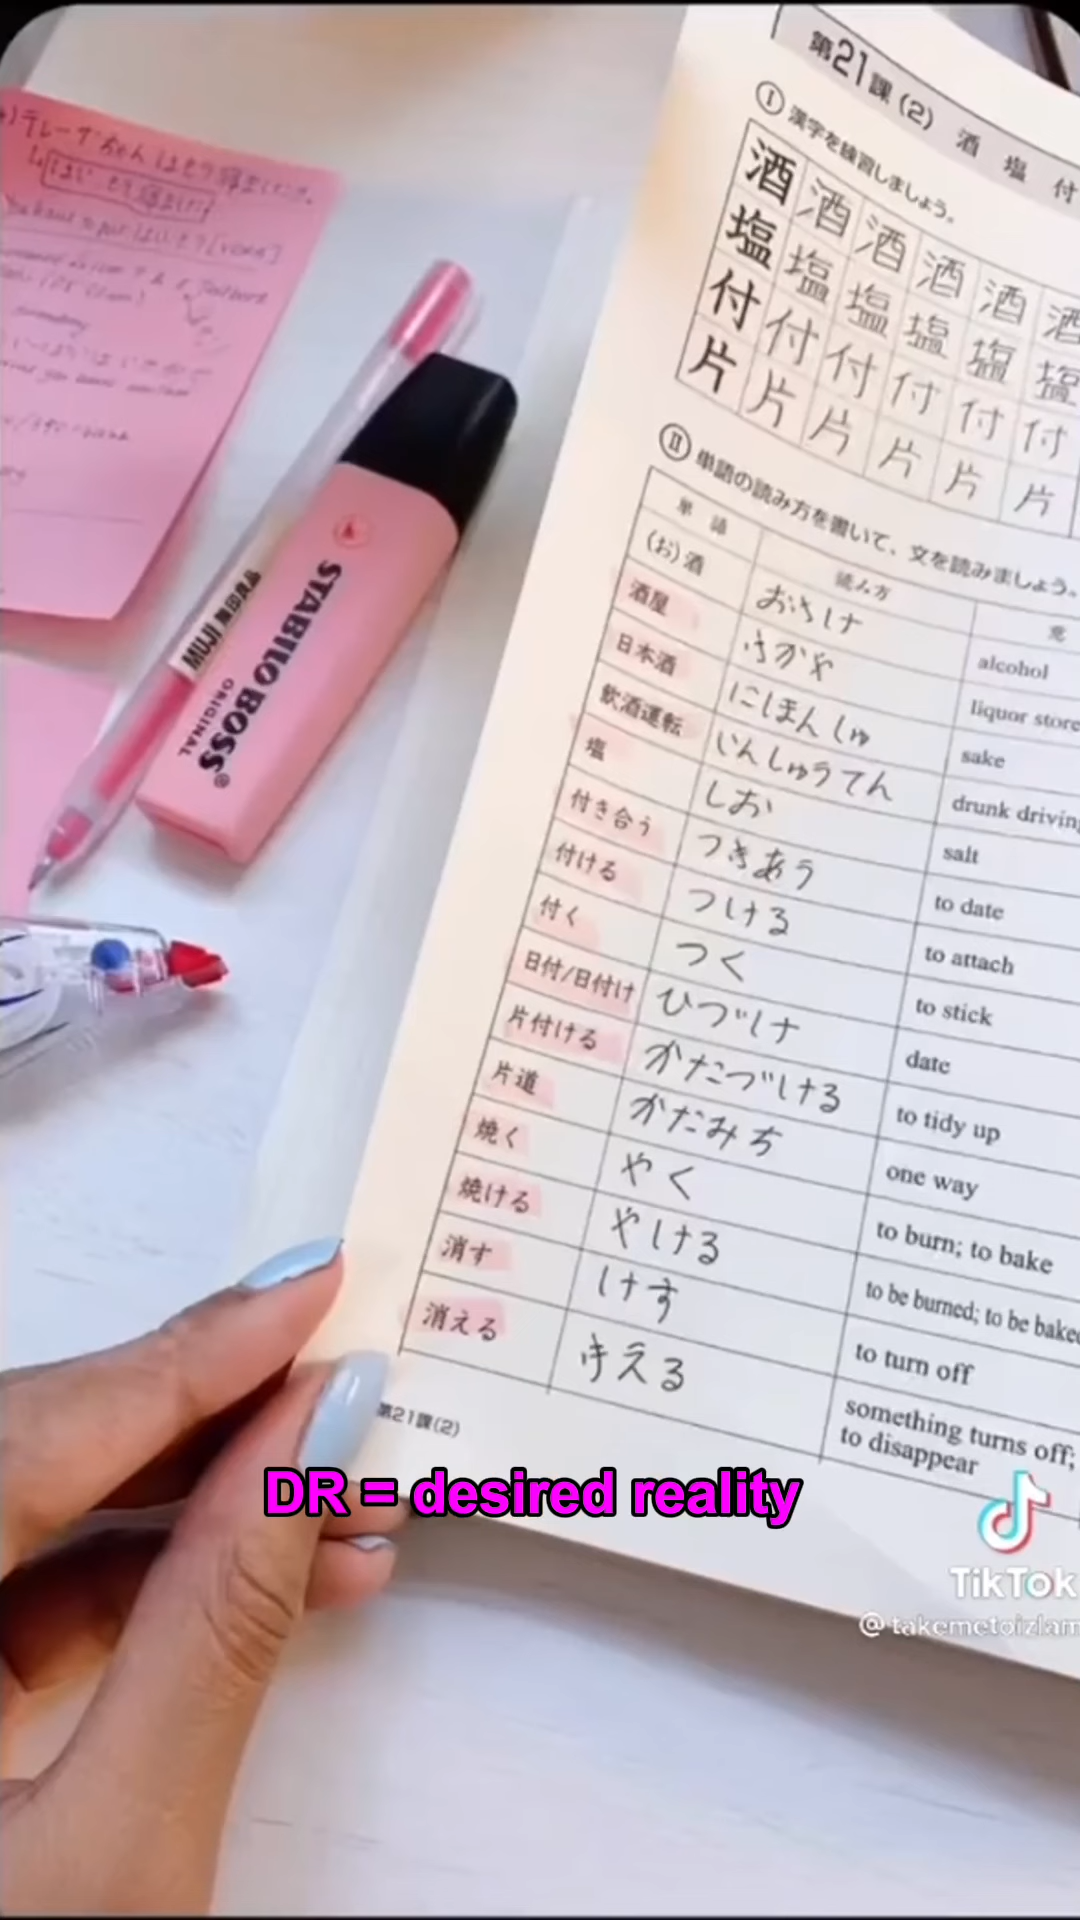 第21課(2) 酒 塩 付
Ⅰ 漢字を練習しましょう。
酒 酒 酒 酒 酒 酒
塩 塩 塩 塩 塩 塩
付 付 付 付 付 付
片 片 片 片 片 片
Ⅱ 単語の読み方を書いて、文を読みましょう。
単語 読み方 意
(お)酒 おさけ alcohol
酒屋 さかや liquor store
日本酒 にほんしゅ sake
飲酒運転 いんしゅうてん drunk driving
塩 しお salt
付き合う つきあう to date
付ける つける to attach
付く つく to stick
日付/日付け ひづけ date
片付ける かたづける to tidy up
片道 かだみち one way
焼く やく to burn; to bake
焼ける やける to be burned; to be baked
消す けす to turn off
消える きえる something turns off;
to disappear
第21課(2)
MUJI 無印良品
STABILO BOSS®
ORIGINAL
DR = desired reality
TikTok
@takemetoizlam